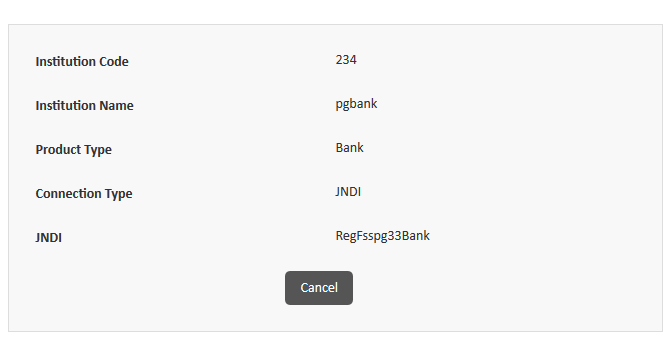 Institution Code 234
Institution Name pgbank
Product Type Bank
Connection Type JNDI
JNDI RegFsspg33Bank
Cancel